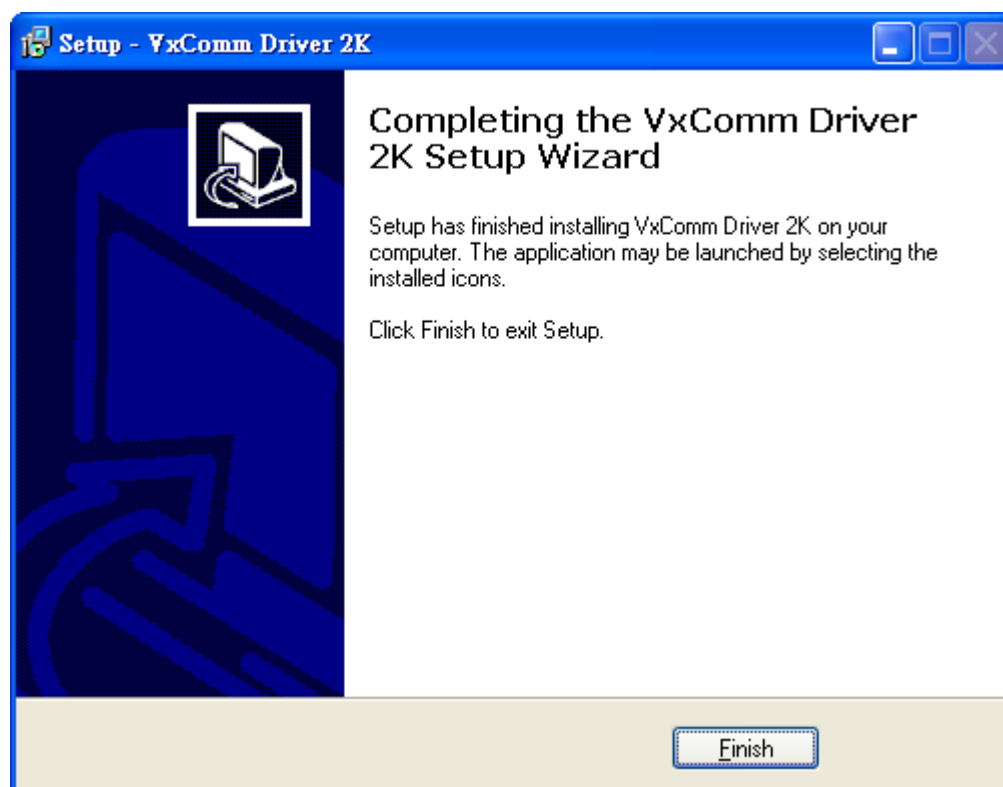 Setup - VxComm Driver 2K
Completing the VxComm Driver
2K Setup Wizard
Setup has finished installing VxComm Driver 2K on your
computer. The application may be launched by selecting the
installed icons.
Click Finish to exit Setup.
Finish